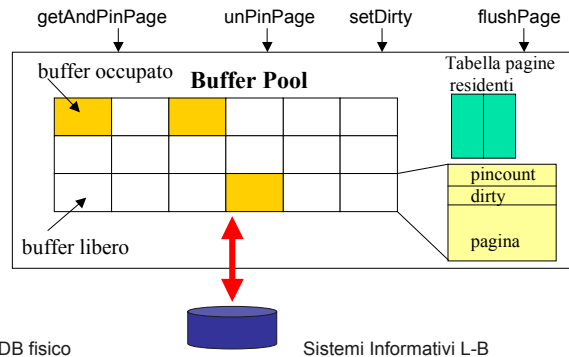 getAndPinPage unPinPage setDirty flushPage
buffer occupato
Buffer Pool
Tabella pagine
residenti
pincount
dirty
pagina
buffer libero
DB fisico
Sistemi Informativi L-B